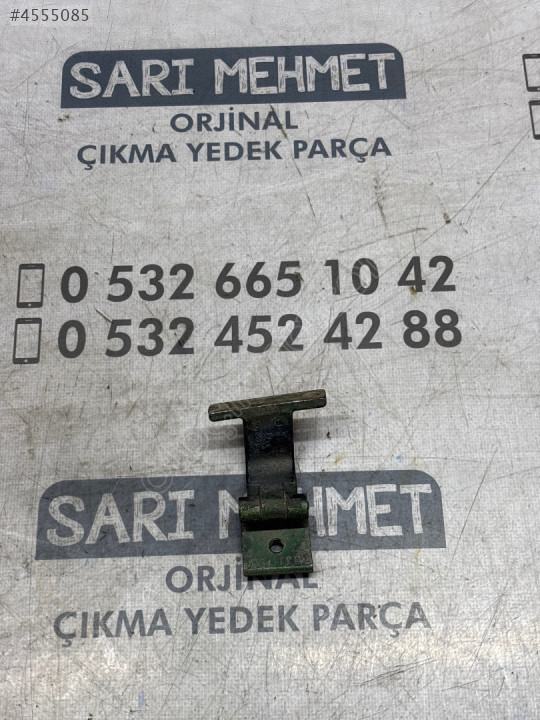 #4555085
SARI MEHMET
ORJİNAL
ÇIKMA YEDEK PARÇA
0 532 665 10 42
0 532 452 42 88
SARI MEHMET
ORJİNAL
ÇIKMA YEDEK PARÇA